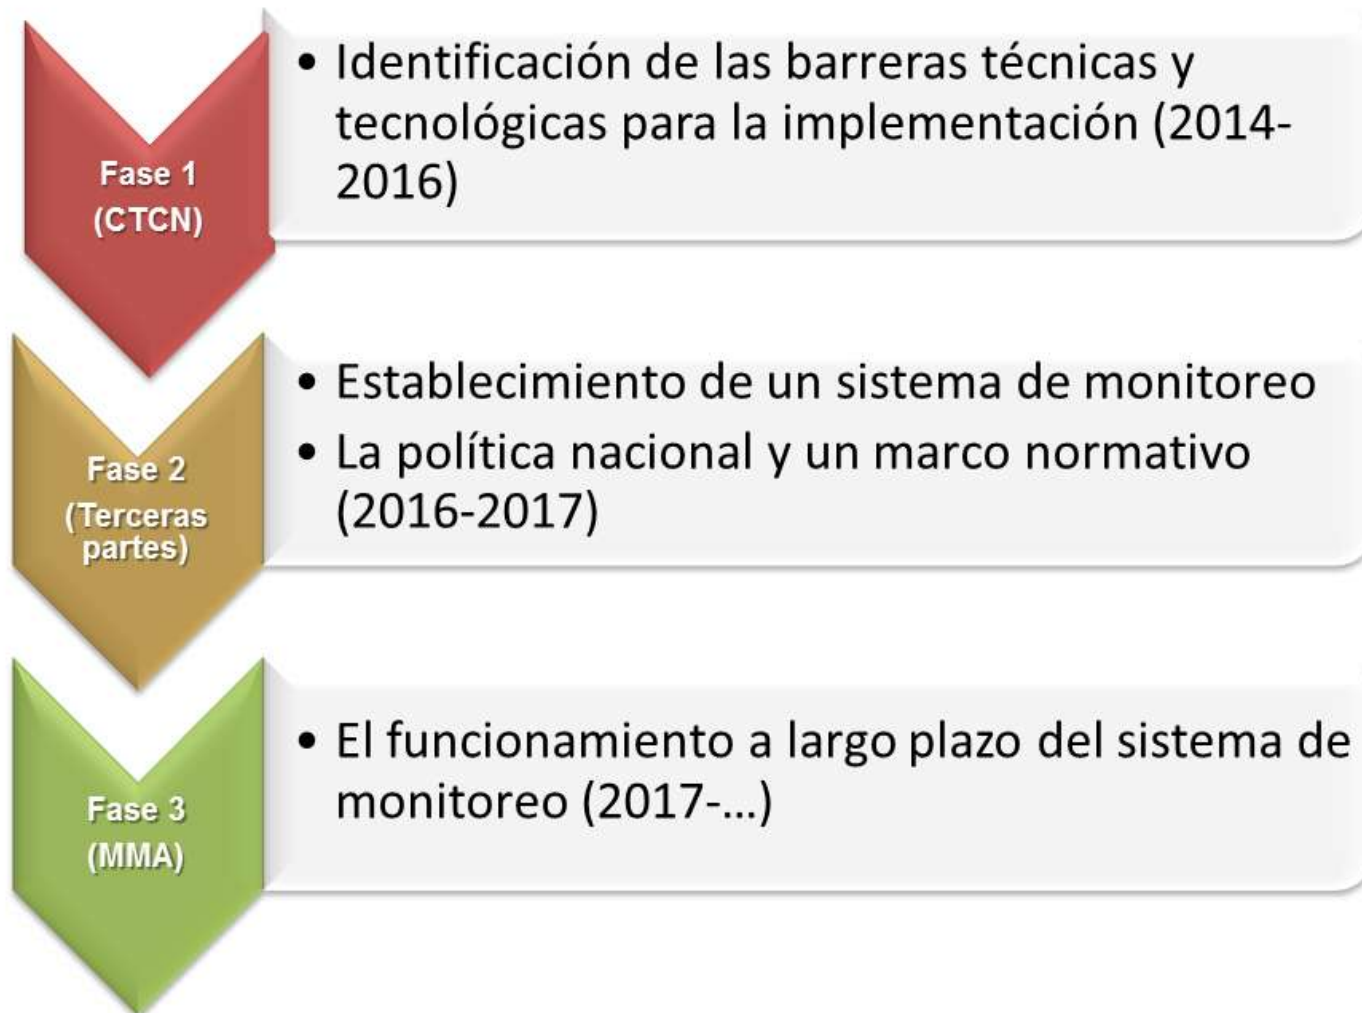 Fase 1
(CTCN)
• Identificación de las barreras técnicas y
tecnológicas para la implementación (2014-
2016)
Fase 2
(Terceras
partes)
• Establecimiento de un sistema de monitoreo
• La política nacional y un marco normativo
(2016-2017)
Fase 3
(MMA)
• El funcionamiento a largo plazo del sistema de
monitoreo (2017-...)